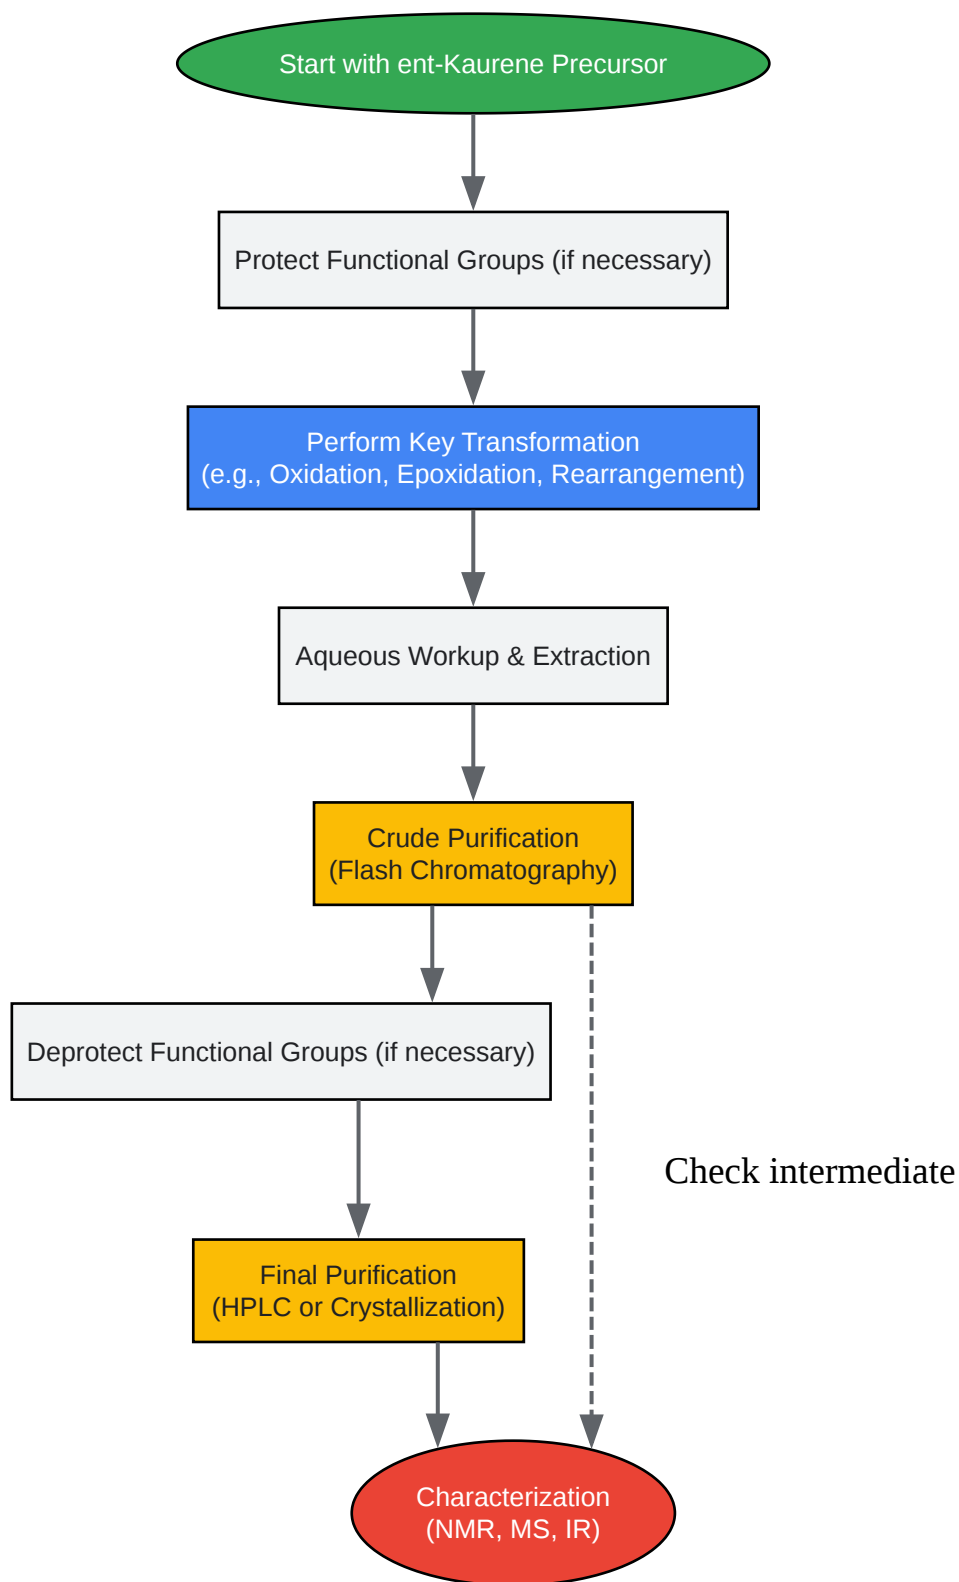 Start with ent-Kaurene Precursor
Protect Functional Groups (if necessary)
Perform Key Transformation
(e.g., Oxidation, Epoxidation, Rearrangement)
Aqueous Workup & Extraction
Crude Purification
(Flash Chromatography)
Deprotect Functional Groups (if necessary)
Check intermediate
Final Purification
(HPLC or Crystallization)
Characterization
(NMR, MS, IR)